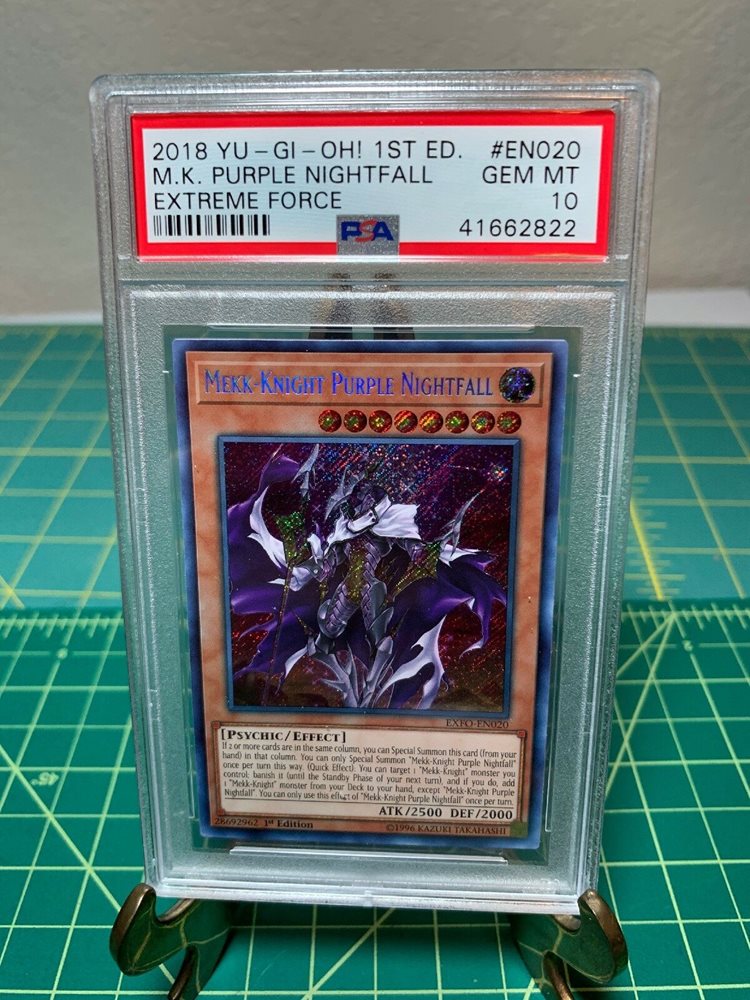 2018 YU-GI-OH! 1ST ED. #EN020
M.K. PURPLE NIGHTFALL GEM MT
EXTREME FORCE 10
PSA 41662822
MEKK-KNIGHT PURPLE NIGHTFALL
EXFO-EN020
[PSYCHIC/EFFECT]
If 2 or more cards are in the same column, you can Special Summon this card (from your
hand) in that column. You can only Special Summon "Mekk-Knight Purple Nightfall"
once per turn this way. (Quick Effect): You can target 1 "Mekk-Knight" monster you
control; banish it (until the Standby Phase of your next turn), and if you do, add
1 "Mekk-Knight" monster from your Deck to your hand, except "Mekk-Knight Purple
Nightfall". You can only use this effect of "Mekk-Knight Purple Nightfall" once per turn.
ATK/2500 DEF/2000
28692962 1st Edition ©1996 KAZUKI TAKAHASHI